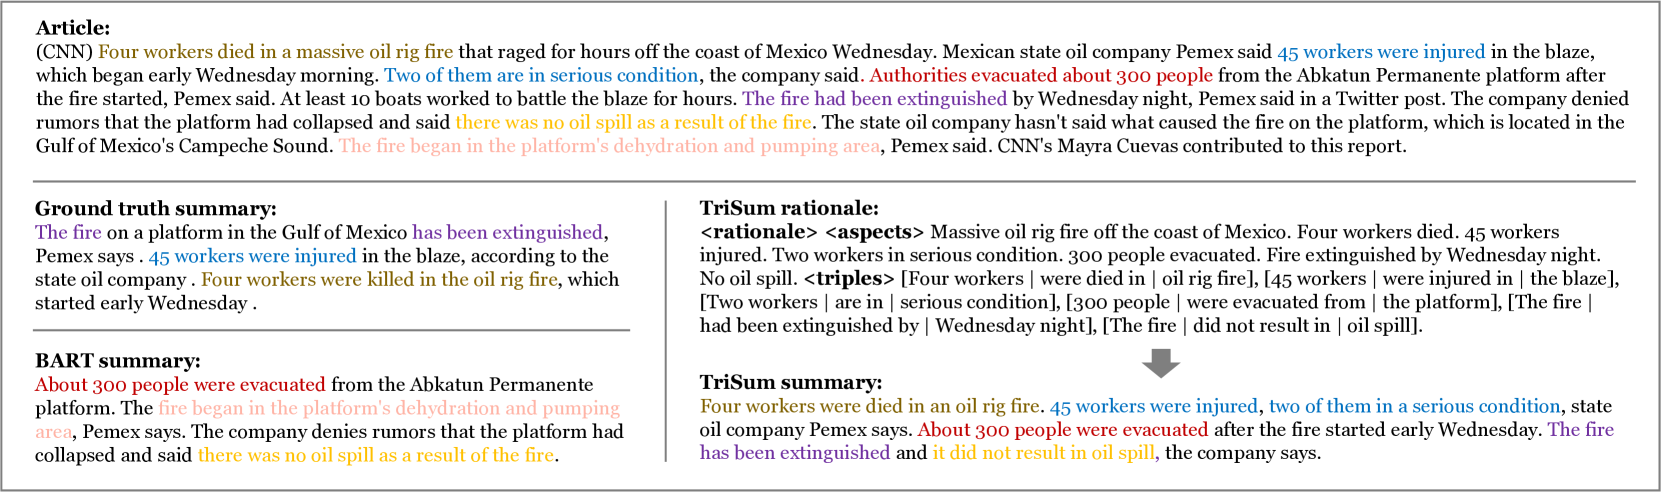 Article:
(CNN) Four workers died in a massive oil rig fire that raged for hours off the coast of Mexico Wednesday. Mexican state oil company Pemex said 45 workers were injured in the blaze,
which began early Wednesday morning. Two of them are in serious condition, the company said. Authorities evacuated about 300 people from the Abkatun Permanente platform after
the fire started, Pemex said. At least 10 boats worked to battle the blaze for hours. The fire had been extinguished by Wednesday night, Pemex said in a Twitter post. The company denied
rumors that the platform had collapsed and said there was no oil spill as a result of the fire. The state oil company hasn't said what caused the fire on the platform, which is located in the
Gulf of Mexico's Campeche Sound. The fire began in the platform's dehydration and pumping area, Pemex said. CNN's Mayra Cuevas contributed to this report.
Ground truth summary:
The fire on a platform in the Gulf of Mexico has been extinguished,
Pemex says . 45 workers were injured in the blaze, according to the
state oil company . Four workers were killed in the oil rig fire, which
started early Wednesday .
BART summary:
About 300 people were evacuated from the Abkatun Permanente
platform. The fire began in the platform's dehydration and pumping
area, Pemex says. The company denies rumors that the platform had
collapsed and said there was no oil spill as a result of the fire.
TriSum rationale:
<rationale> <aspects> Massive oil rig fire off the coast of Mexico. Four workers died. 45 workers
injured. Two workers in serious condition. 300 people evacuated. Fire extinguished by Wednesday night.
No oil spill. <triples> [Four workers | were died in | oil rig fire], [45 workers | were injured in | the blaze],
[Two workers | are in | serious condition], [300 people | were evacuated from | the platform], [The fire |
had been extinguished by | Wednesday night], [The fire | did not result in | oil spill].
TriSum summary:
Four workers were died in an oil rig fire. 45 workers were injured, two of them in a serious condition, state
oil company Pemex says. About 300 people were evacuated after the fire started early Wednesday. The fire
has been extinguished and it did not result in oil spill, the company says.